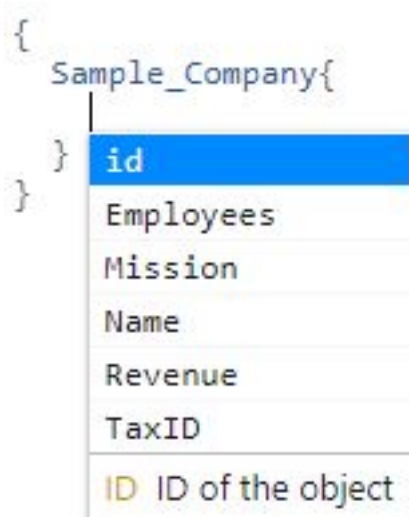 {
Sample_Company{
} id
} Employees
Mission
Name
Revenue
TaxID
ID ID of the object